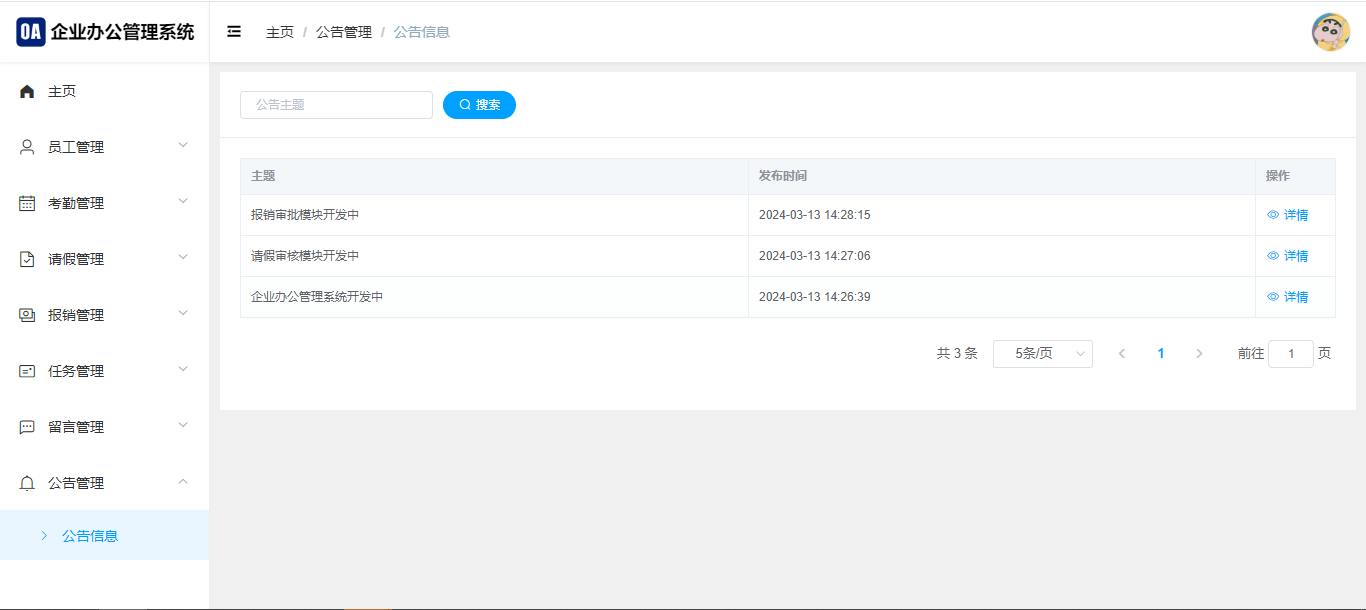 OA 企业办公管理系统
主页 / 公告管理 / 公告信息
主页
员工管理
考勤管理
请假管理
报销管理
任务管理
留言管理
公告管理
公告信息
公告主题 搜索
主题 发布时间 操作
报销审批模块开发中 2024-03-13 14:28:15 详情
请假审核模块开发中 2024-03-13 14:27:06 详情
企业办公管理系统开发中 2024-03-13 14:26:39 详情
共 3 条 5条/页 1 前往 1 页